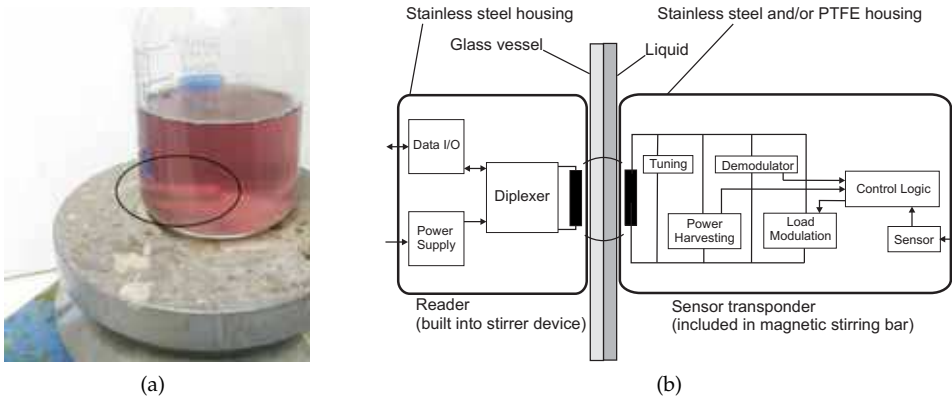 Stainless steel housing
Stainless steel and/or PTFE housing
Glass vessel
Liquid
Data I/O
Diplexer
Power
Supply
Tuning
Demodulator
Control Logic
Power
Harvesting
Load
Modulation
Sensor
Reader
(built into stirrer device)
Sensor transponder
(included in magnetic stirring bar)
(a)
(b)